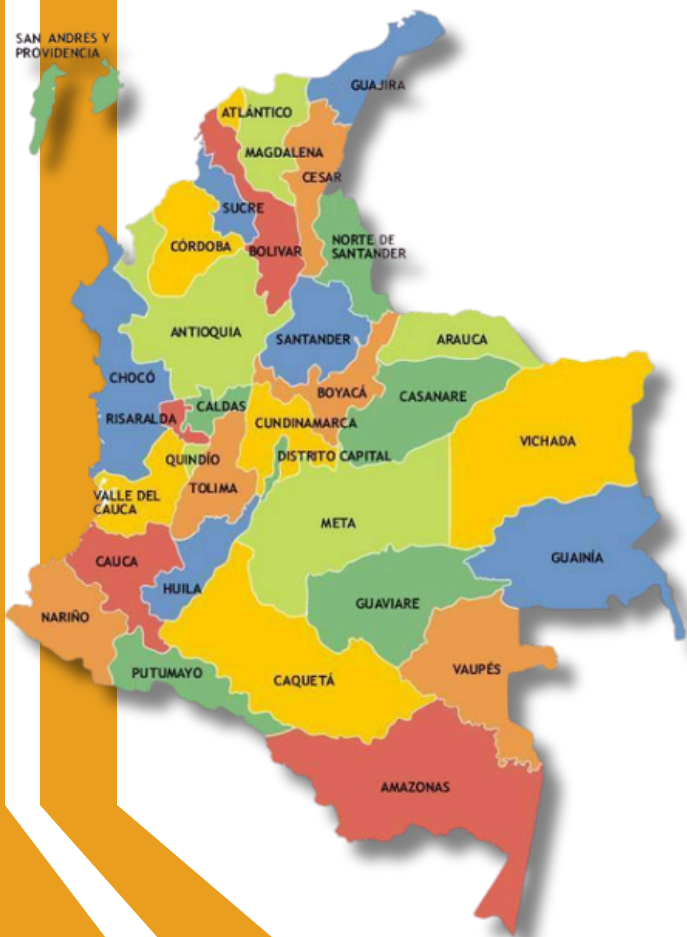 SAN ANDRES Y
PROVIDENCIA
GUAJIRA
ATLÁNTICO
MAGDALENA
CESAR
SUCRE
CÓRDOBA
BOLIVAR
NORTE DE
SANTANDER
ANTIOQUIA
SANTANDER
ARAUCA
CHOCÓ
BOYACÁ
CASANARE
CALDAS
RISARALDA
CUNDINAMARCA
VICHADA
QUINDÍO
DISTRITO CAPITAL
TOLIMA
VALLE DEL
CAUCA
META
CAUCA
GUAINÍA
HUILA
GUAVIARE
NARIÑO
VAUPÉS
PUTUMAYO
CAQUETÁ
AMAZONAS